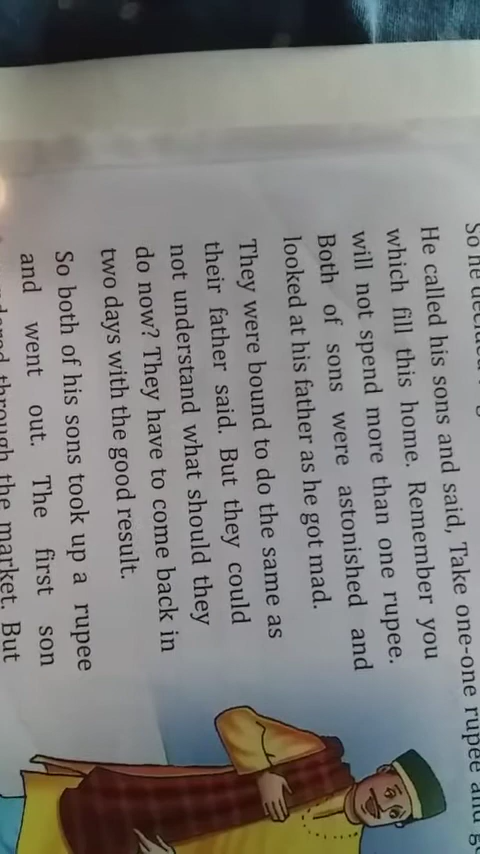 So he decided
He called his sons and said, Take one-one rupee and
which fill this home. Remember you
will not spend more than one rupee.
Both of sons were astonished and
looked at his father as he got mad.
They were bound to do the same as
their father said. But they could
not understand what should they
do now? They have to come back in
two days with the good result.
So both of his sons took up a rupee
and went out. The first son
through the market. But